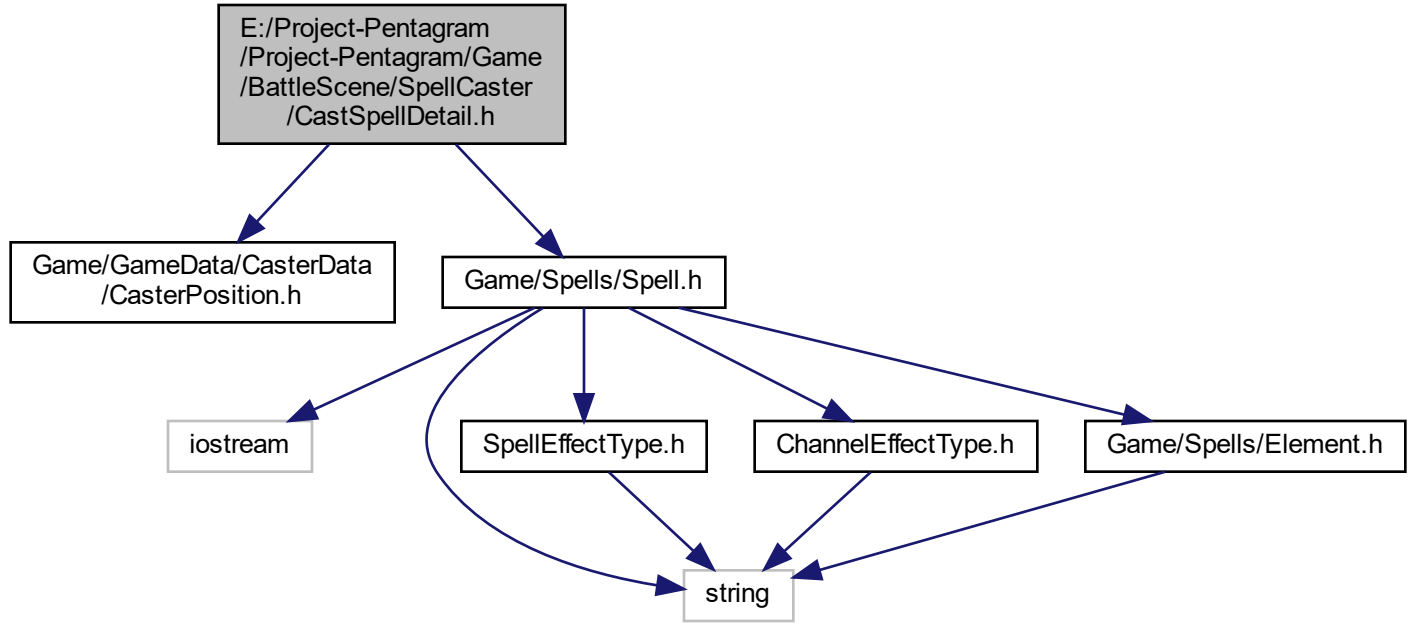 E:/Project-Pentagram
/Project-Pentagram/Game
/BattleScene/SpellCaster
/CastSpellDetail.h
Game/GameData/CasterData
/CasterPosition.h
Game/Spells/Spell.h
iostream
SpellEffectType.h
ChannelEffectType.h
Game/Spells/Element.h
string